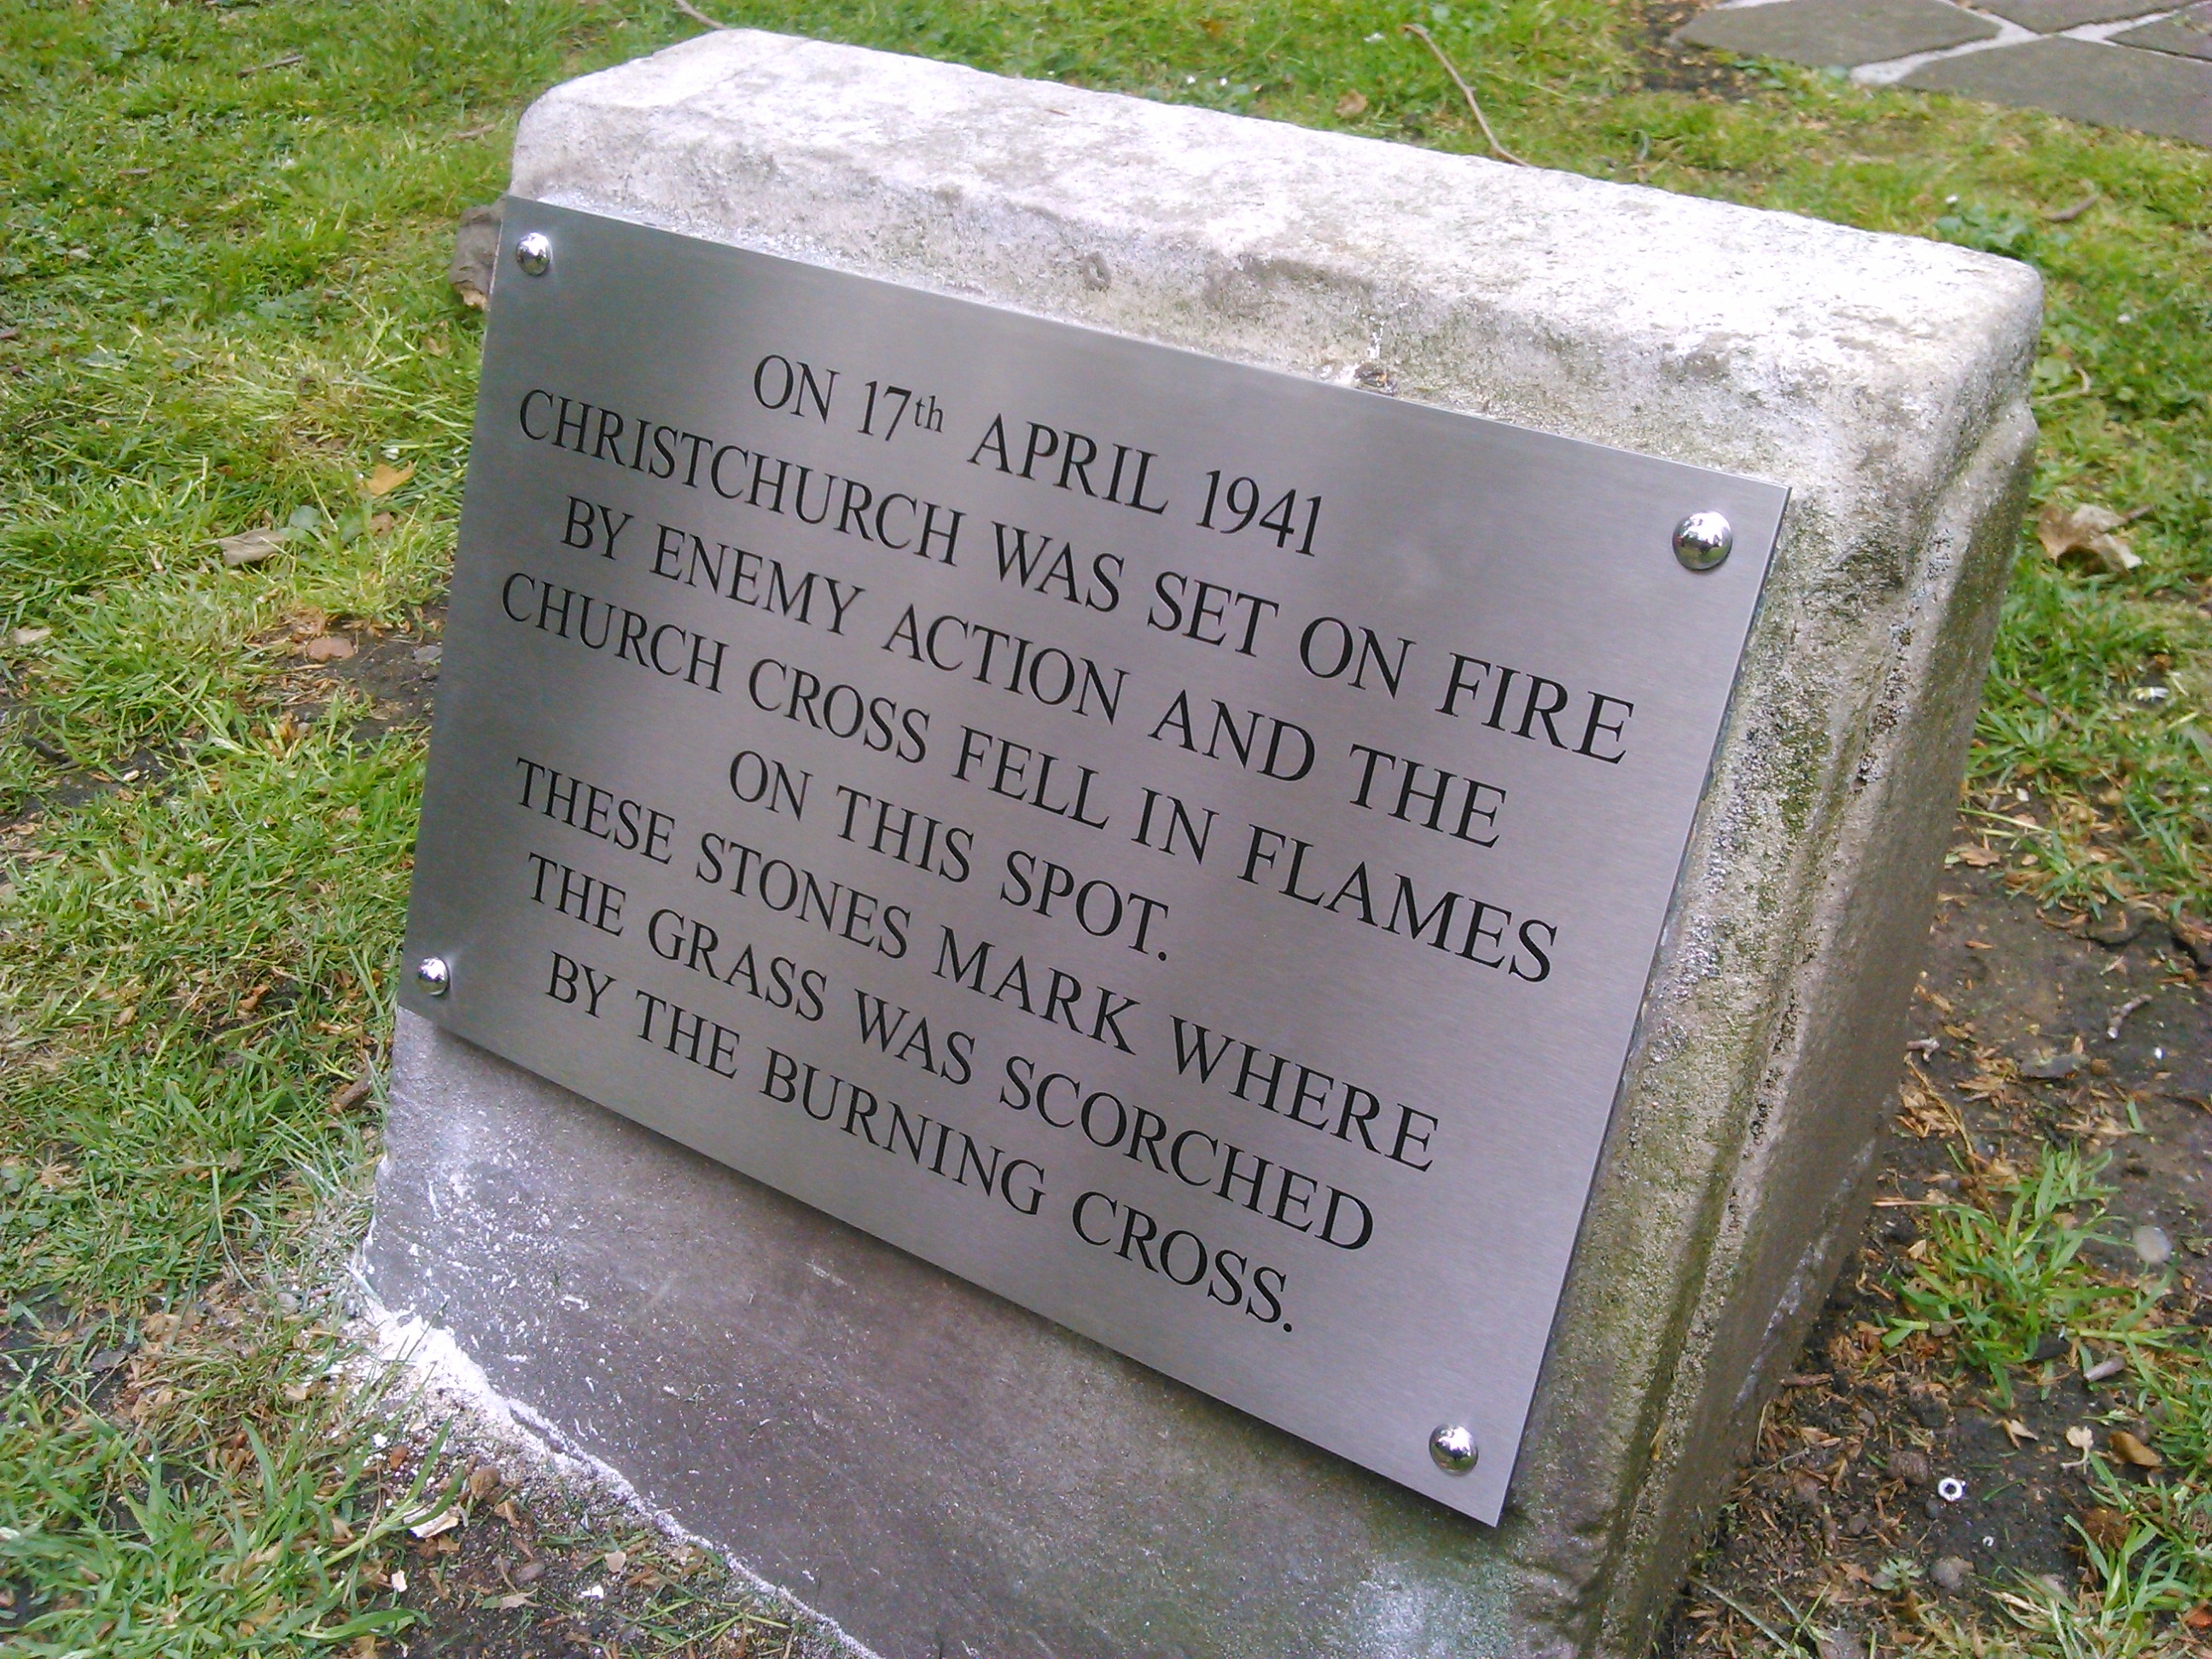 ON 17th APRIL 1941
CHRISTCHURCH WAS SET ON FIRE
BY ENEMY ACTION AND THE
CHURCH CROSS FELL IN FLAMES
ON THIS SPOT.
THESE STONES MARK WHERE
THE GRASS WAS SCORCHED
BY THE BURNING CROSS.